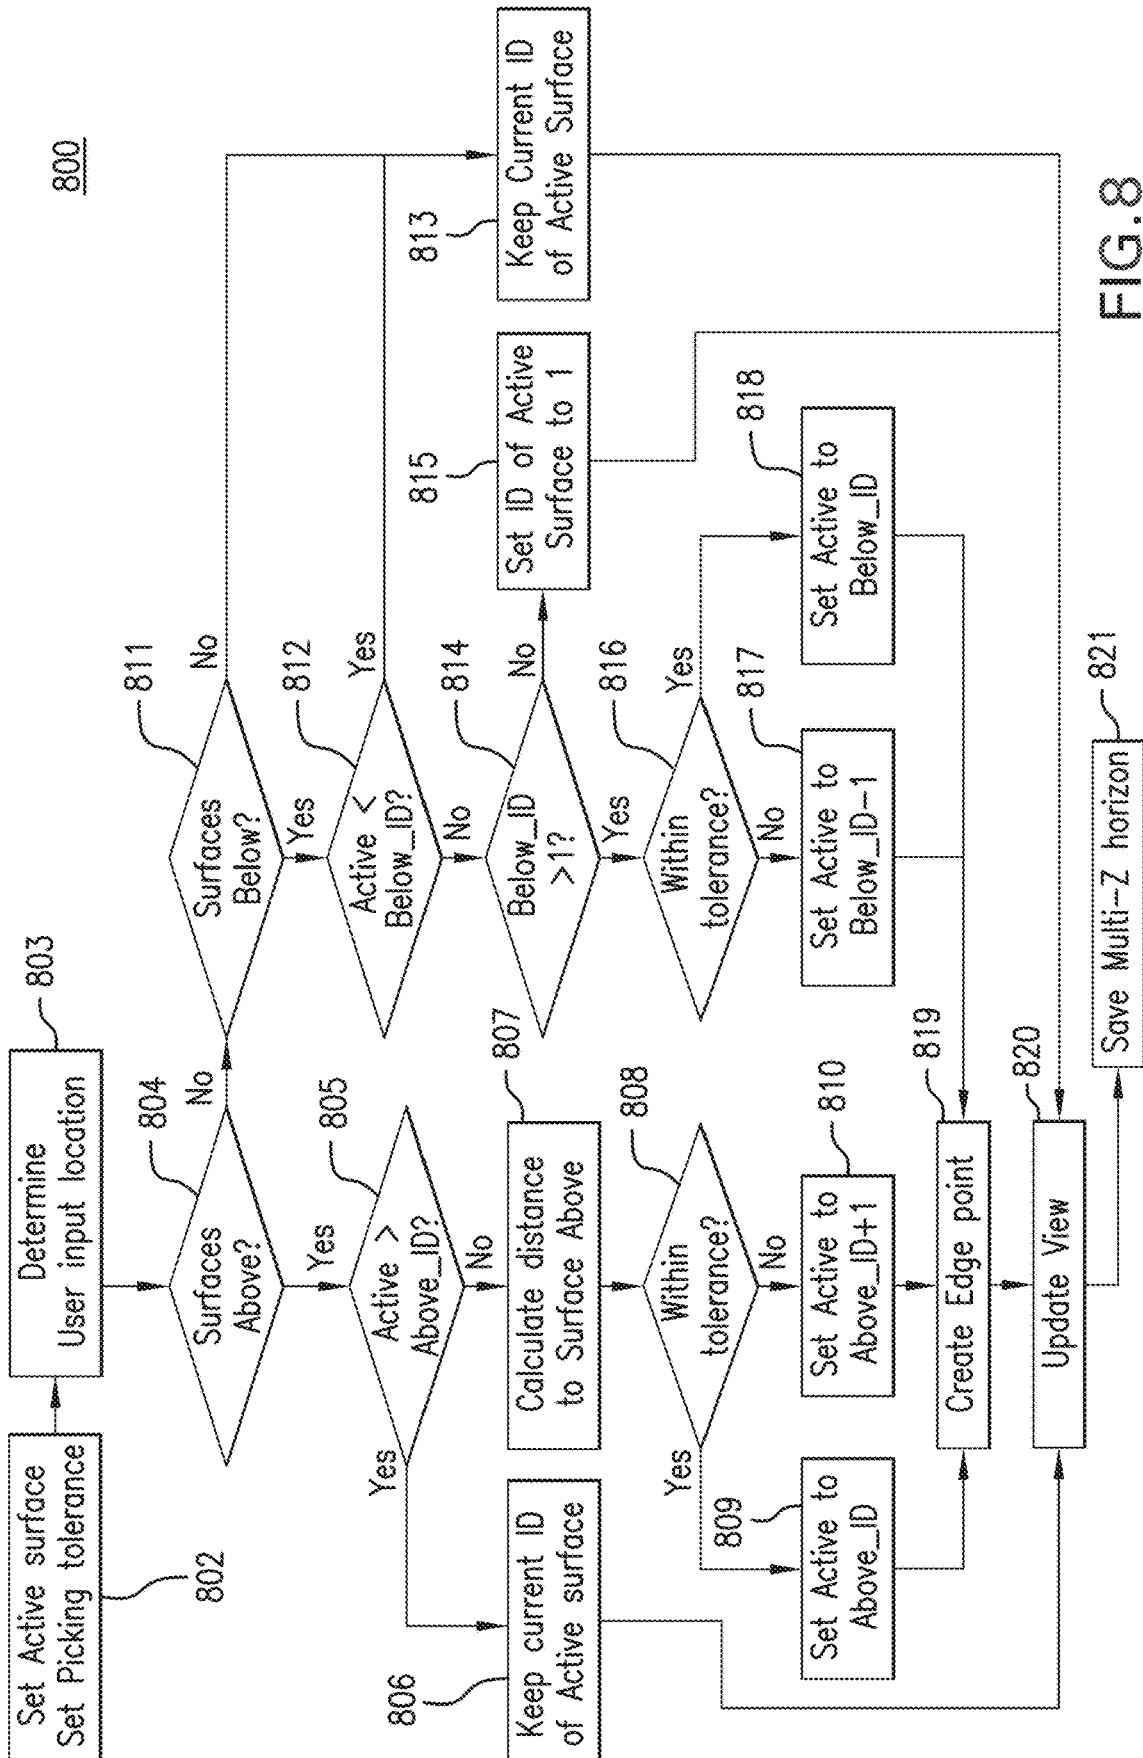 800
Set Active surface
Set Picking tolerance
802
Determine
User input location
803
Surfaces
Above?
804
No
Yes
Surfaces
Below?
811
No
Yes
Active >
Above_ID?
805
Yes
No
Active <
Below_ID?
812
Yes
No
Keep current ID
of Active surface
806
Calculate distance
to Surface Above
807
Below_ID
>1?
814
No
Yes
Set ID of Active
Surface to 1
815
Keep Current ID
of Active Surface
813
Within
tolerance?
808
Yes
No
Within
tolerance?
816
Yes
No
Set Active to
Above_ID
809
Set Active to
Above_ID+1
810
Set Active to
Below_ID-1
817
Set Active to
Below_ID
818
Create Edge point
819
Update View
820
Save Multi-Z horizon
821
FIG.8